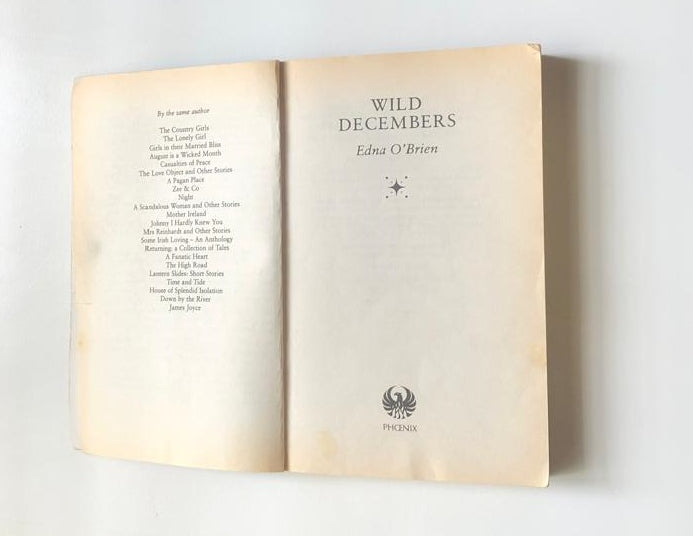 By the same author
The Country Girls
The Lonely Girl
Girls in their Married Bliss
August is a Wicked Month
Casualties of Peace
The Love Object and Other Stories
A Pagan Place
Zee & Co
Night
A Scandalous Woman and Other Stories
Mother Ireland
Johnny I Hardly Knew You
Mrs Reinhardt and Other Stories
Some Irish Loving – An Anthology
Returning: a Collection of Tales
A Fanatic Heart
The High Road
Lantern Slides: Short Stories
Time and Tide
House of Splendid Isolation
Down by the River
James Joyce
WILD
DECEMBERS
Edna O'Brien
PHŒNIX